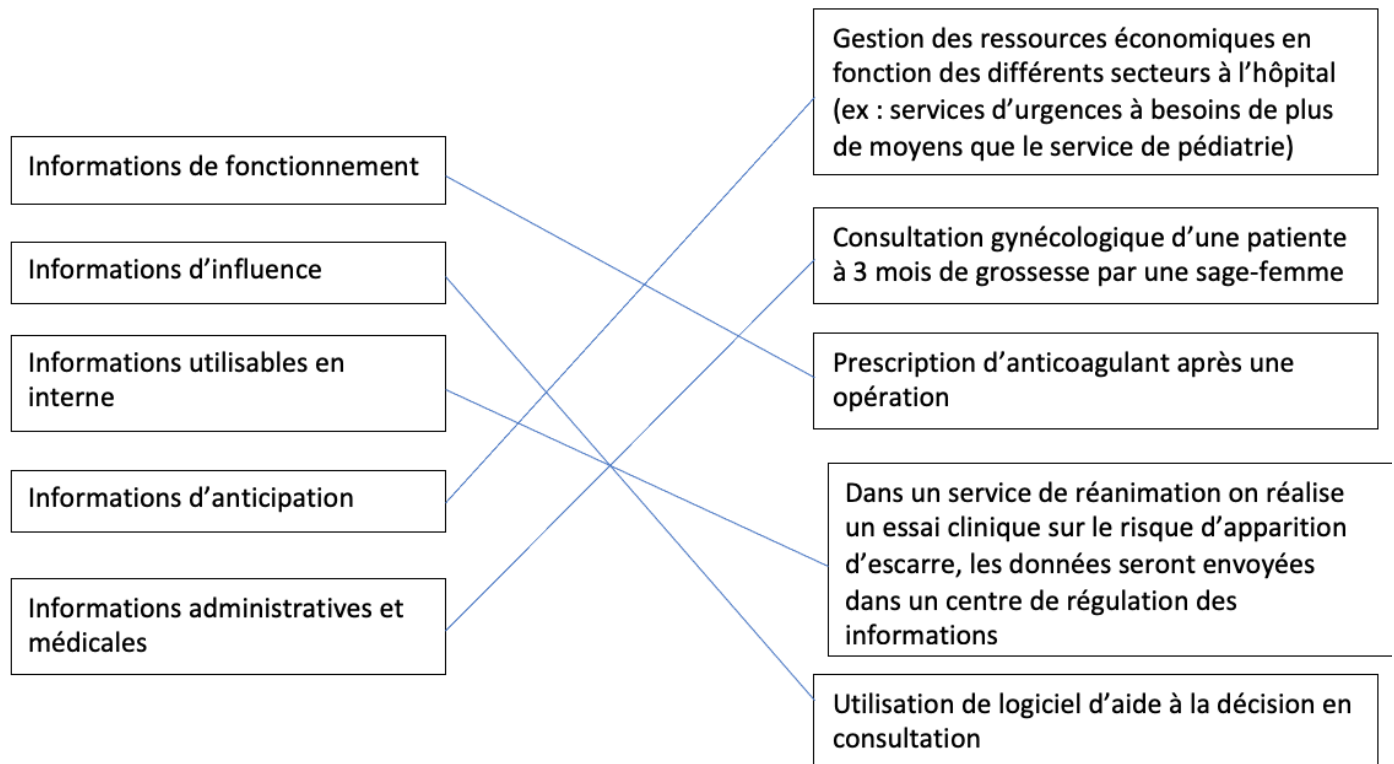 Informations de fonctionnement
Informations d’influence
Informations utilisables en
interne
Informations d’anticipation
Informations administratives et
médicales
Gestion des ressources économiques en
fonction des différents secteurs à l’hôpital
(ex : services d’urgences à besoins de plus
de moyens que le service de pédiatrie)
Consultation gynécologique d’une patiente
à 3 mois de grossesse par une sage-femme
Prescription d’anticoagulant après une
opération
Dans un service de réanimation on réalise
un essai clinique sur le risque d’apparition
d’escarre, les données seront envoyées
dans un centre de régulation des
informations
Utilisation de logiciel d’aide à la décision en
consultation